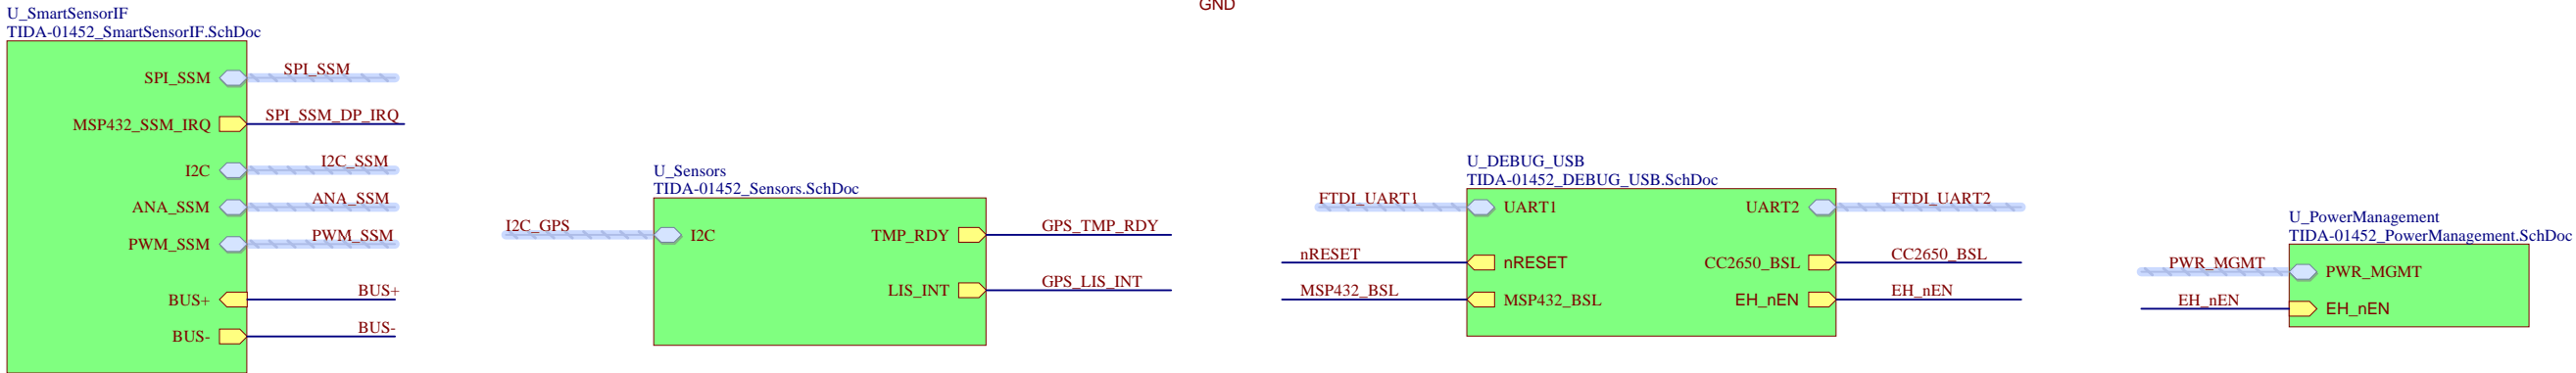 GND
U_SmartSensorIF
TIDA-01452_SmartSensorIF.SchDoc
SPI_SSM
SPI_SSM
MSP432_SSM_IRQ
SPI_SSM_DP_IRQ
I2C
I2C_SSM
ANA_SSM
ANA_SSM
PWM_SSM
PWM_SSM
BUS+
BUS+
BUS-
BUS-
U_Sensors
TIDA-01452_Sensors.SchDoc
I2C_GPS
I2C
TMP_RDY
GPS_TMP_RDY
LIS_INT
GPS_LIS_INT
U_DEBUG_USB
TIDA-01452_DEBUG_USB.SchDoc
FTDI_UART1
UART1
UART2
FTDI_UART2
nRESET
nRESET
CC2650_BSL
CC2650_BSL
MSP432_BSL
MSP432_BSL
EH_nEN
EH_nEN
U_PowerManagement
TIDA-01452_PowerManagement.SchDoc
PWR_MGMT
PWR_MGMT
EH_nEN
EH_nEN